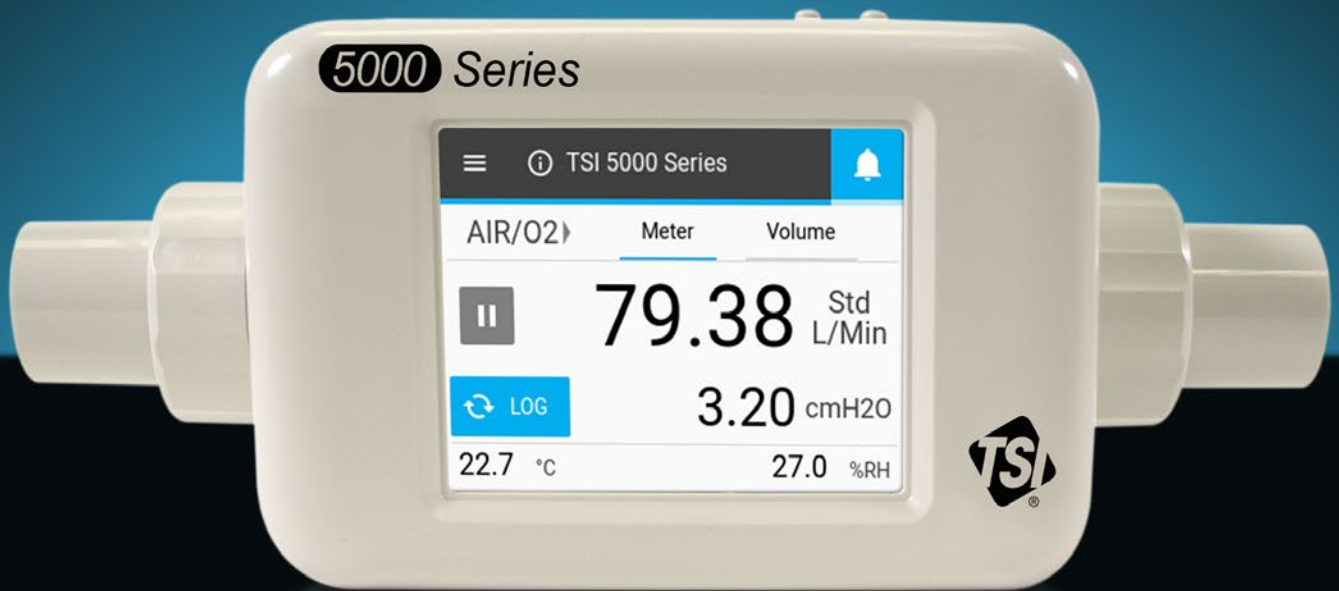 5000 Series
TSI 5000 Series
AIR/O2 Meter Volume
79.38 Std L/Min
LOG 3.20 cmH2O
22.7 °C 27.0 %RH
TSI®